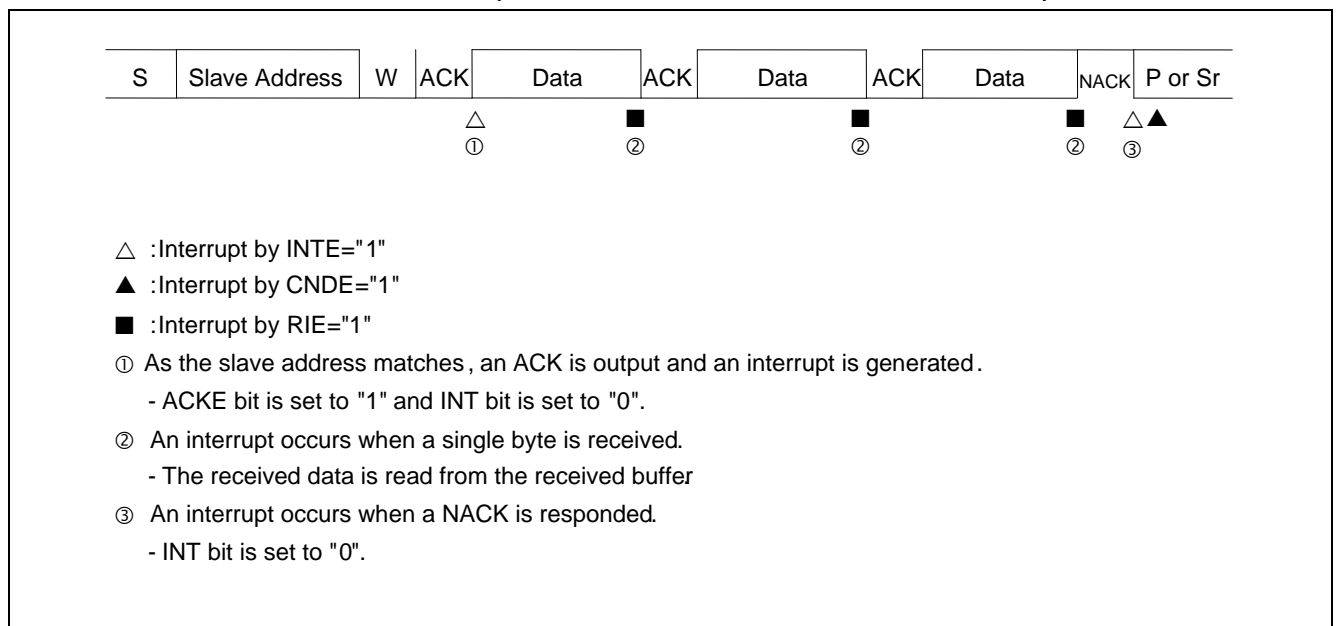 S Slave Address W ACK Data ACK Data ACK Data NACK P or Sr
△ ■ ■ ■ △ ▲
① ② ② ② ③
△ :Interrupt by INTE="1"
▲ :Interrupt by CNDE="1"
■ :Interrupt by RIE="1"
① As the slave address matches, an ACK is output and an interrupt is generated.
- ACKE bit is set to "1" and INT bit is set to "0".
② An interrupt occurs when a single byte is received.
- The received data is read from the received buffer
③ An interrupt occurs when a NACK is responded.
- INT bit is set to "0".